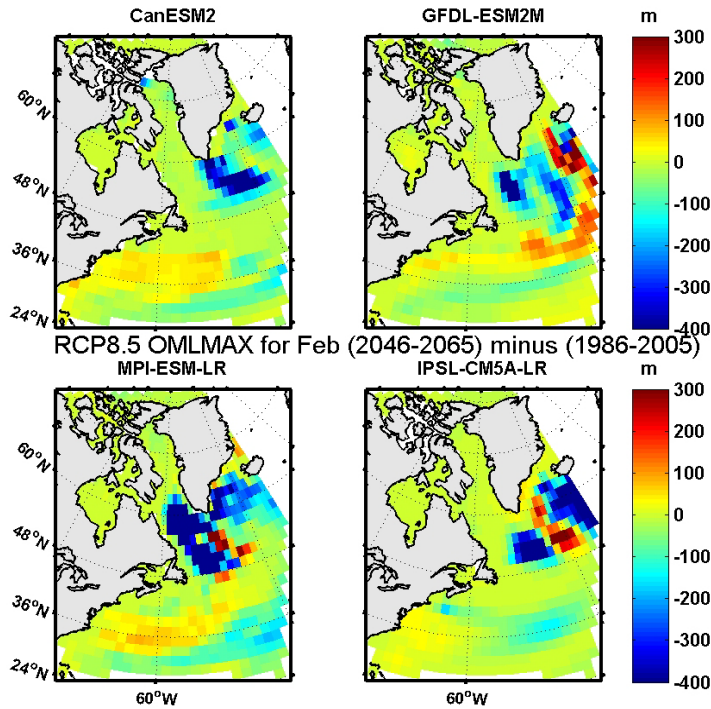 CanESM2
GFDL-ESM2M
m
60°N
48°N
36°N
24°N
300
200
100
0
-100
-200
-300
-400
RCP8.5 OMLMAX for Feb (2046-2065) minus (1986-2005)
MPI-ESM-LR
IPSL-CM5A-LR
m
60°N
48°N
36°N
24°N
300
200
100
0
-100
-200
-300
-400
60°W
60°W